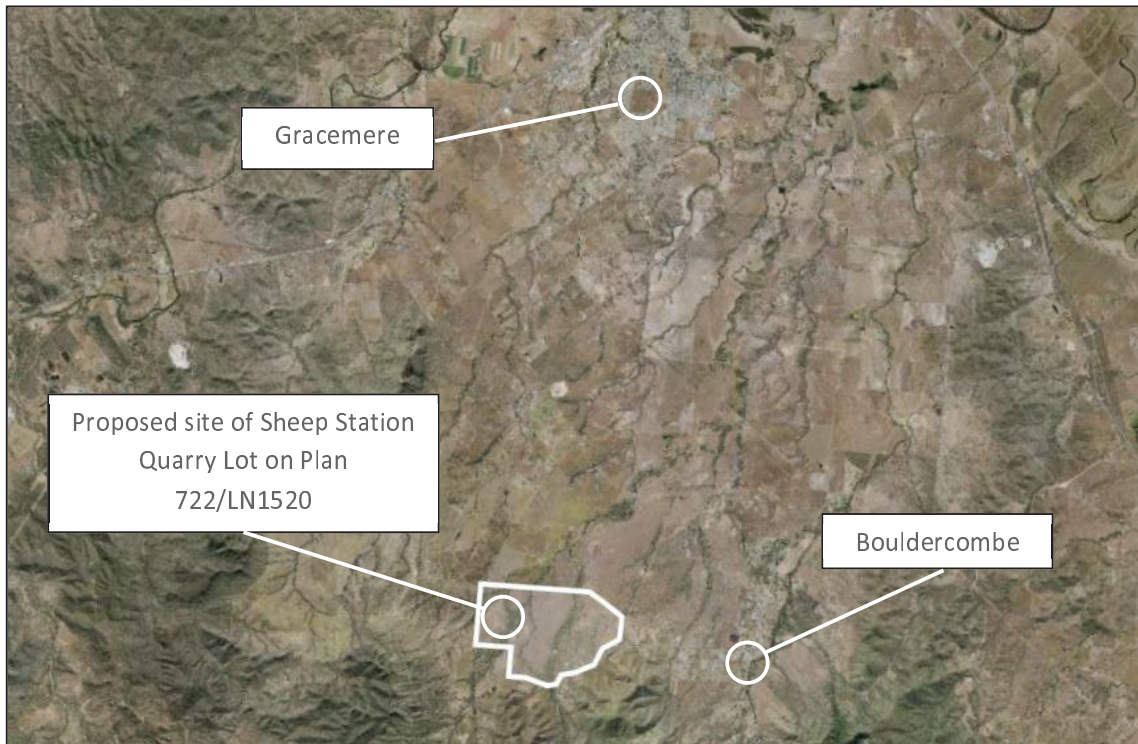 Gracemere
Proposed site of Sheep Station
Quarry Lot on Plan
722/LN1520
Bouldercombe